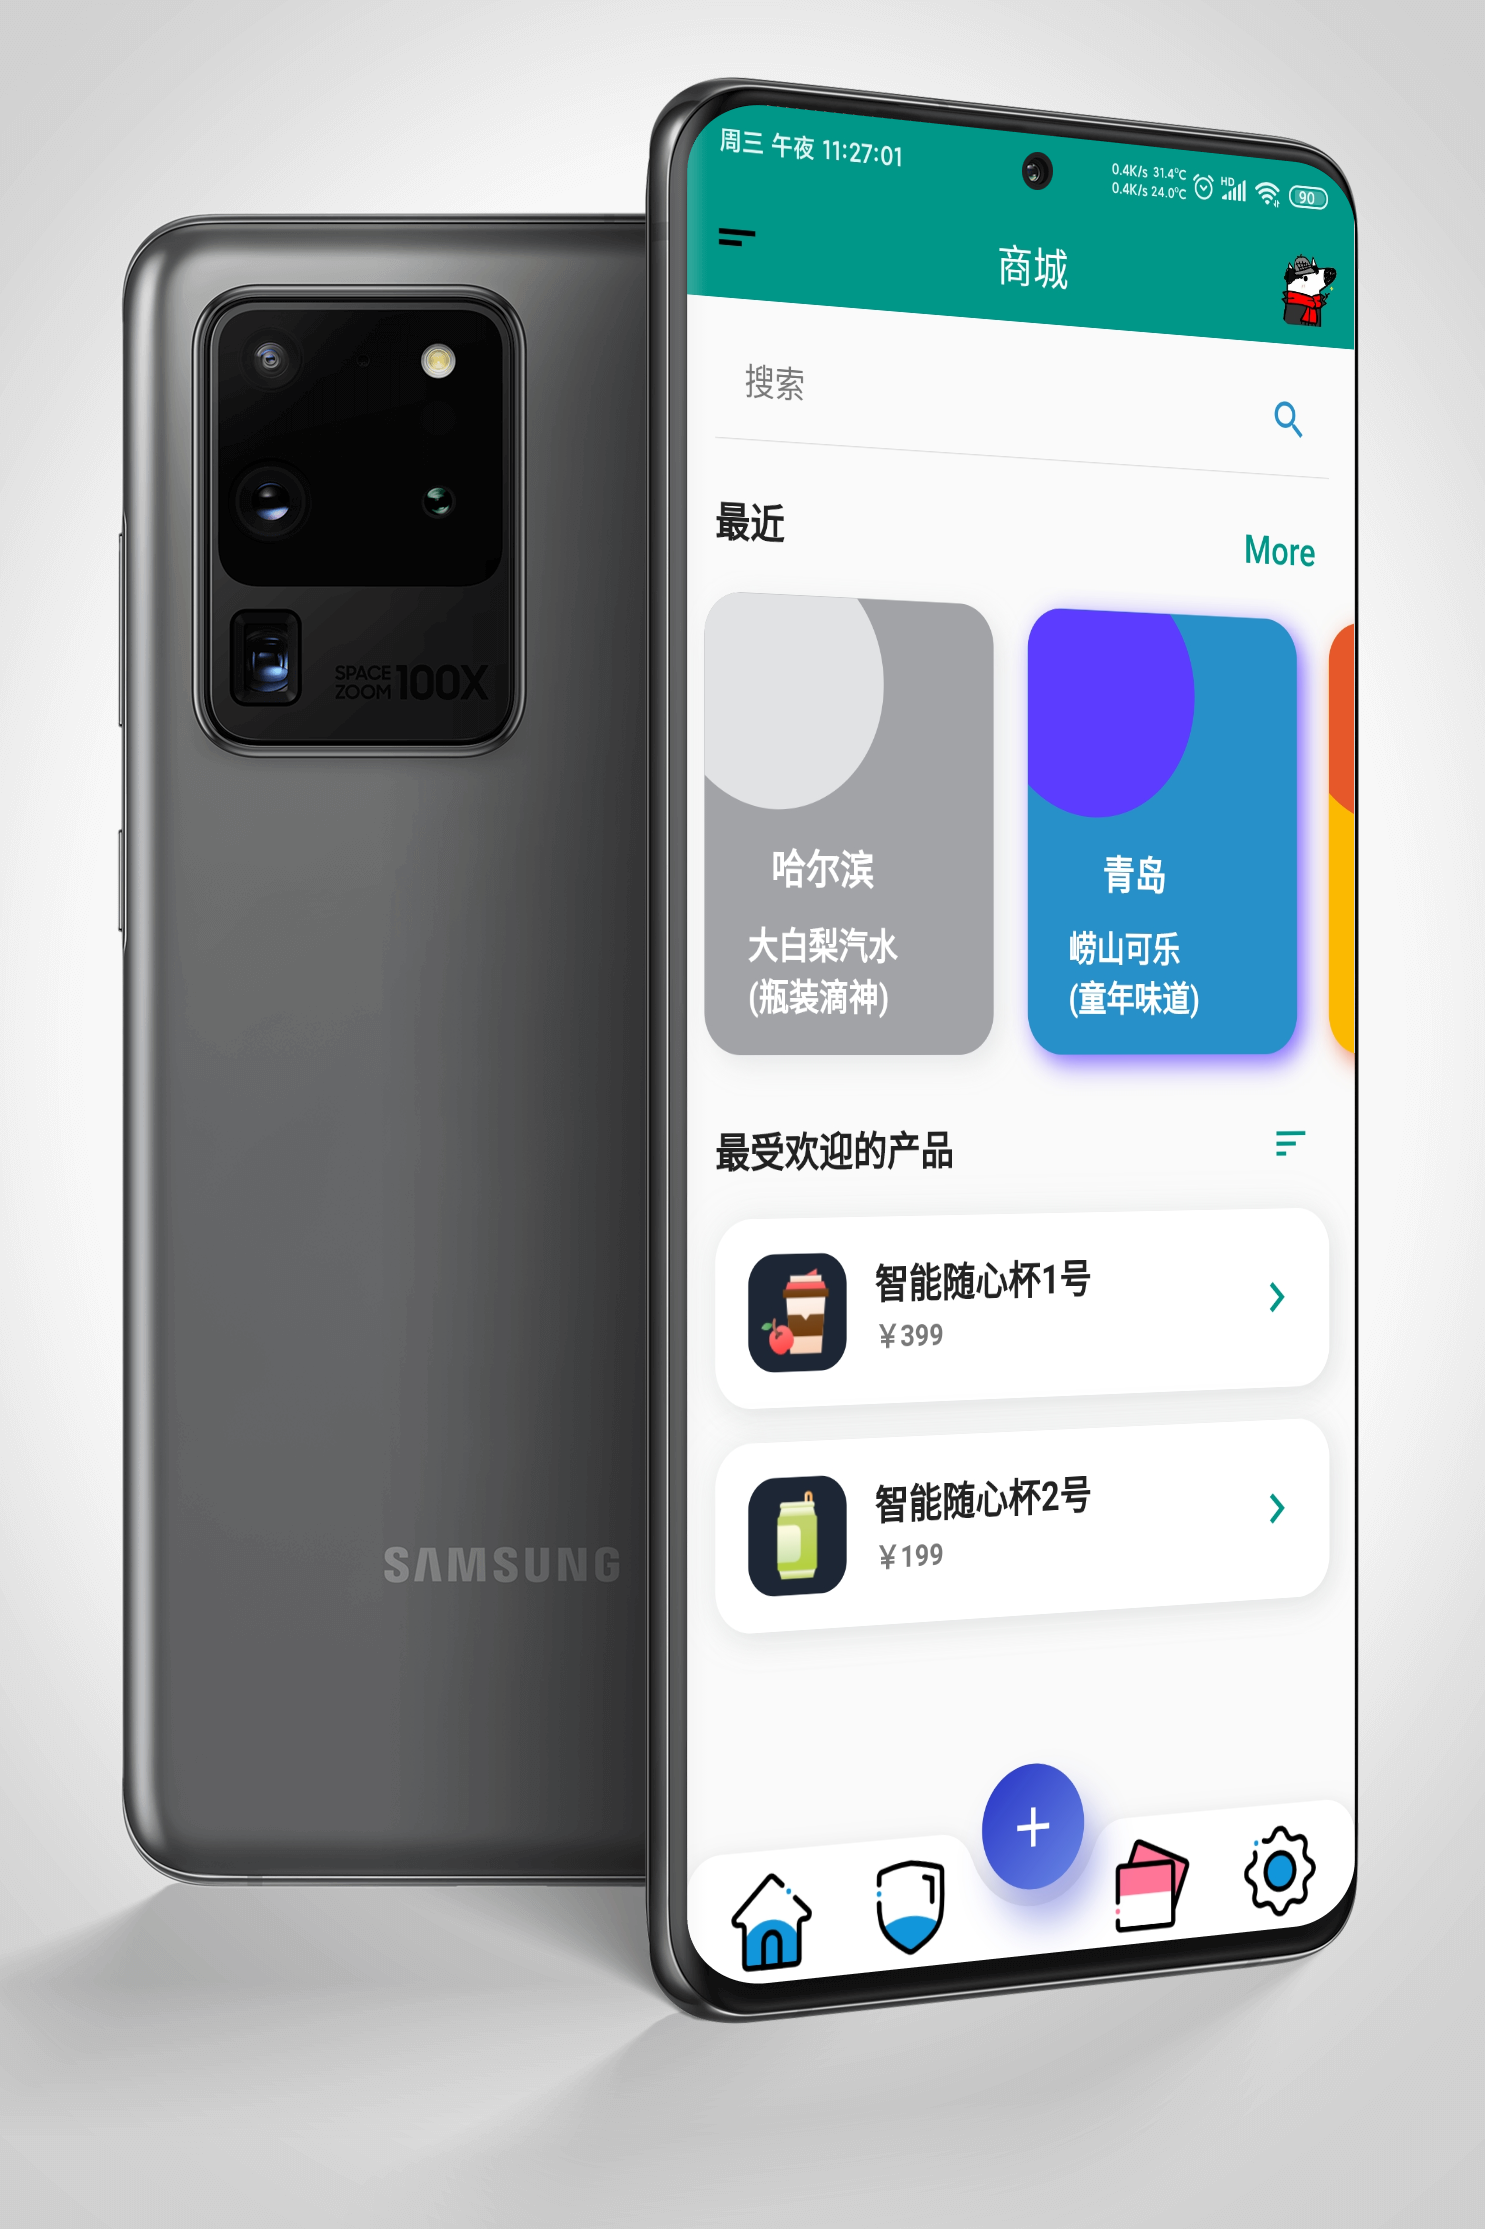 周三 午夜 11:27:01
0.4K/s 31.4°C
0.4K/s 24.0°C
HD
90
商城
搜索
最近
More
哈尔滨
大白梨汽水
(瓶装滴神)
青岛
崂山可乐
(童年味道)
最受欢迎的产品
智能随心杯1号
￥399
智能随心杯2号
￥199
SPACE
ZOOM 100X
SAMSUNG